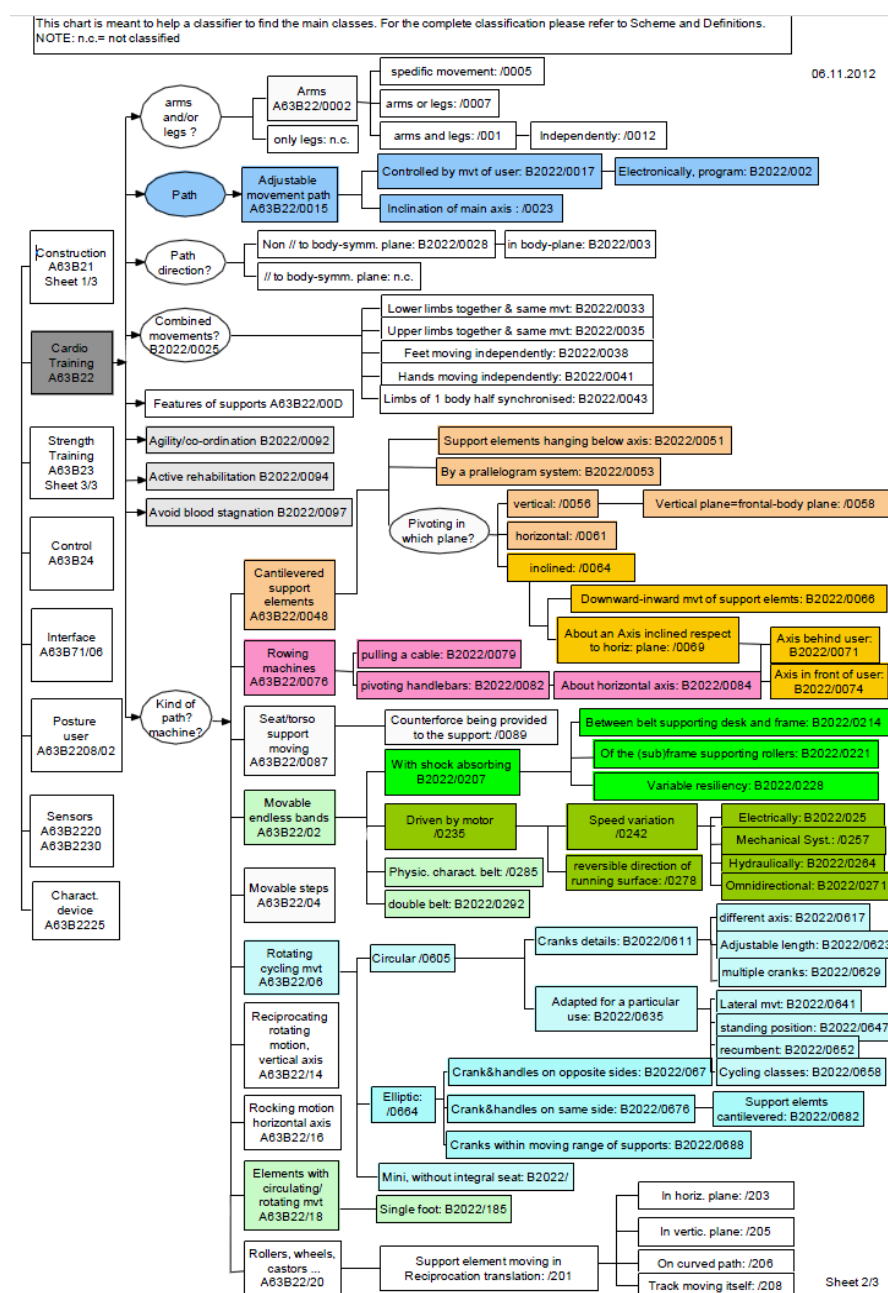 This chart is meant to help a classifier to find the main classes. For the complete classification please refer to Scheme and Definitions.
NOTE: n.c.= not classified
06.11.2012
Construction
A63B21
Sheet 1/3
Cardio
Training
A63B22
Strength
Training
A63B23
Sheet 3/3
Control
A63B24
Interface
A63B71/06
Posture
user
A63B2208/02
Sensors
A63B2220
A63B2230
Charact.
device
A63B2225
arms
and/or
legs ?
Arms
A63B22/0002
only legs: n.c.
spedific movement: /0005
arms or legs: /0007
arms and legs: /001
Independently: /0012
Path
Adjustable
movement path
A63B22/0015
Controlled by mvt of user: B2022/0017
Electronically, program: B2022/002
Inclination of main axis : /0023
Path
direction?
Non // to body-symm. plane: B2022/0028
in body-plane: B2022/003
// to body-symm. plane: n.c.
Combined
movements?
B2022/0025
Lower limbs together & same mvt: B2022/0033
Upper limbs together & same mvt: B2022/0035
Feet moving independently: B2022/0038
Hands moving independently: B2022/0041
Limbs of 1 body half synchronised: B2022/0043
Features of supports A63B22/00D
Agility/co-ordination B2022/0092
Active rehabilitation B2022/0094
Avoid blood stagnation B2022/0097
Kind of
path?
machine?
Cantilevered
support
elements
A63B22/0048
Support elements hanging below axis: B2022/0051
By a prallelogram system: B2022/0053
Pivoting in
which plane?
vertical: /0056
Vertical plane=frontal-body plane: /0058
horizontal: /0061
inclined: /0064
Downward-inward mvt of support elemts: B2022/0066
About an Axis inclined respect
to horiz: plane: /0069
Axis behind user:
B2022/0071
Axis in front of user:
B2022/0074
Rowing
machines
A63B22/0076
pulling a cable: B2022/0079
pivoting handlebars: B2022/0082
About horizontal axis: B2022/0084
Seat/torso
support
moving
A63B22/0087
Counterforce being provided
to the support: /0089
Movable
endless bands
A63B22/02
With shock absorbing
B2022/0207
Between belt supporting desk and frame: B2022/0214
Of the (sub)frame supporting rollers: B2022/0221
Variable resiliency: B2022/0228
Driven by motor
/0235
Speed variation
/0242
Electrically: B2022/025
Mechanical Syst.: /0257
Hydraulically: B2022/0264
Omnidirectional: B2022/0271
reversible direction of
running surface: /0278
Physic. charact. belt: /0285
double belt: B2022/0292
Movable steps
A63B22/04
Rotating
cycling mvt
A63B22/06
Circular /0605
Cranks details: B2022/0611
different axis: B2022/0617
Adjustable length: B2022/0623
multiple cranks: B2022/0629
Adapted for a particular
use: B2022/0635
Lateral mvt: B2022/0641
standing position: B2022/0647
recumbent: B2022/0652
Cycling classes: B2022/0658
Elliptic:
/0664
Crank&handles on opposite sides: B2022/067
Crank&handles on same side: B2022/0676
Support elemts
cantilevered: B2022/0682
Cranks within moving range of supports: B2022/0688
Mini, without integral seat: B2022/
Reciprocating
rotating
motion,
vertical axis
A63B22/14
Rocking motion
horizontal axis
A63B22/16
Elements with
circulating/
rotating mvt
A63B22/18
Single foot: B2022/185
Rollers, wheels,
castors ...
A63B22/20
Support element moving in
Reciprocation translation: /201
In horiz. plane: /203
In vertic. plane: /205
On curved path: /206
Track moving itself: /208
Sheet 2/3